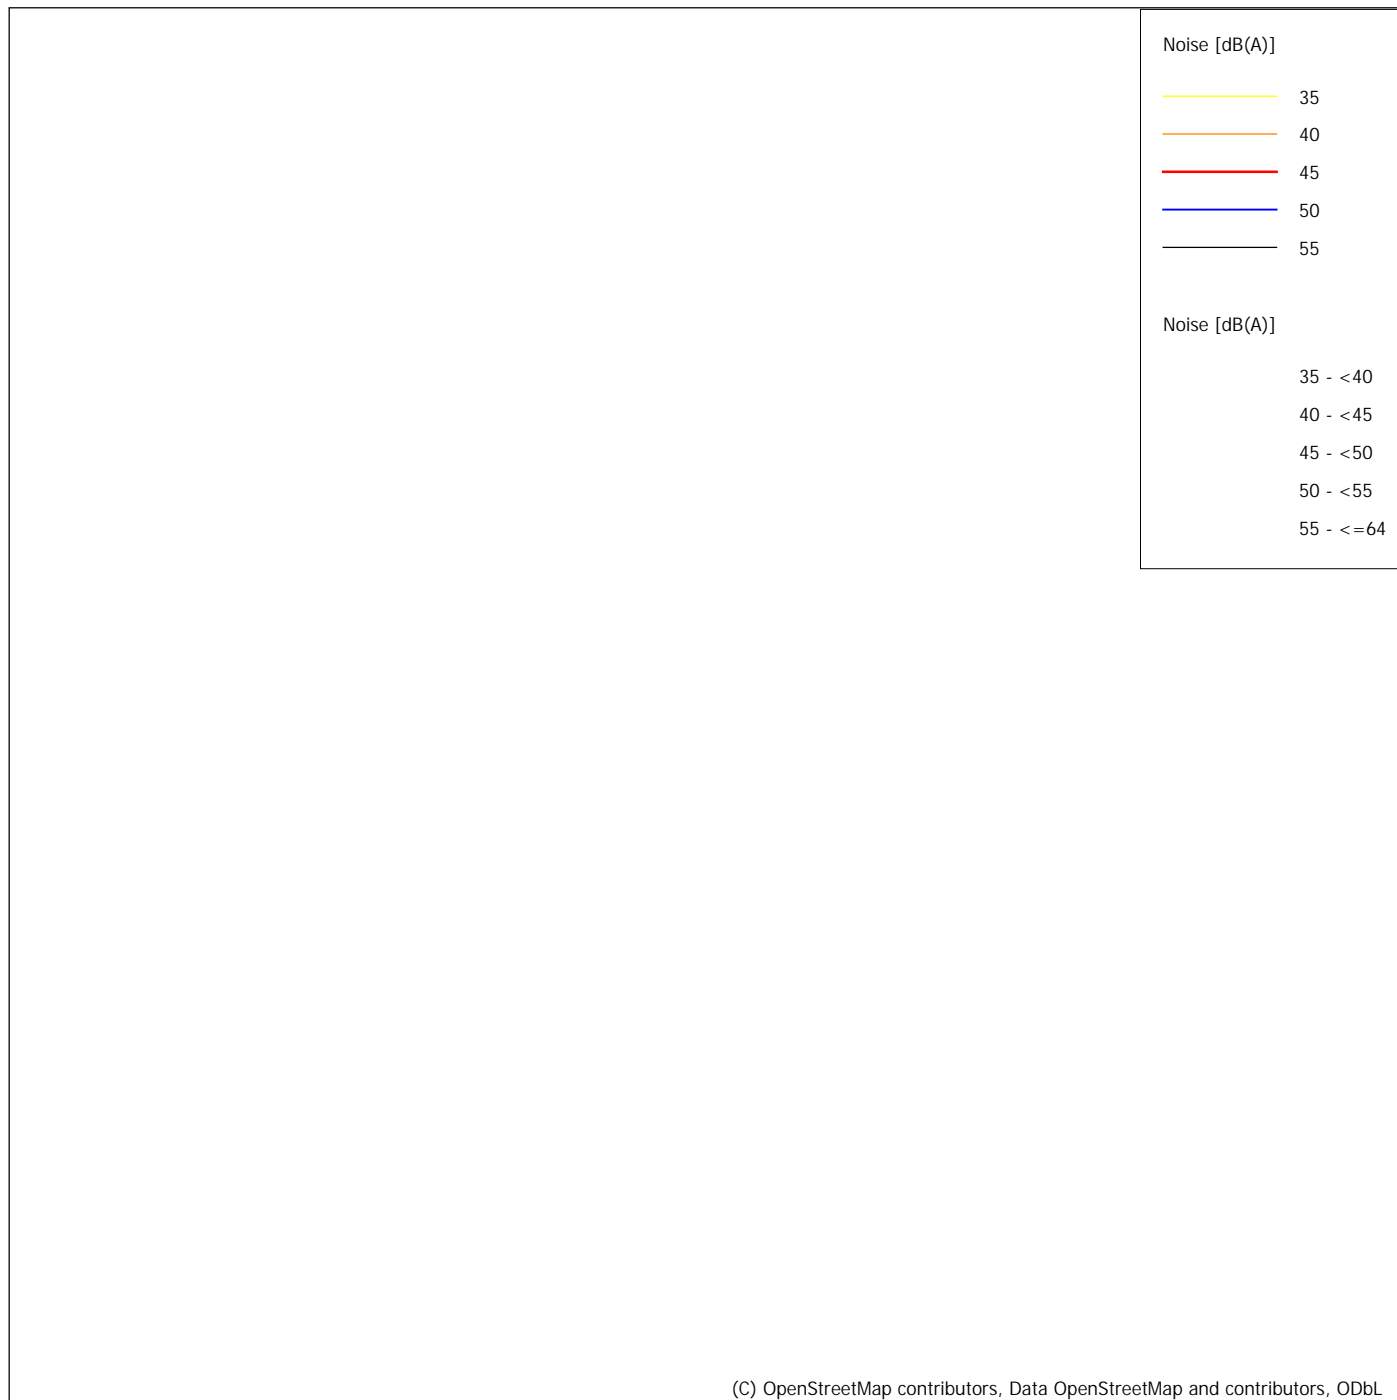 Noise [dB(A)]
35
40
45
50
55
Noise [dB(A)]
35 - <40
40 - <45
45 - <50
50 - <55
55 - <=64
(C) OpenStreetMap contributors, Data OpenStreetMap and contributors, ODbL